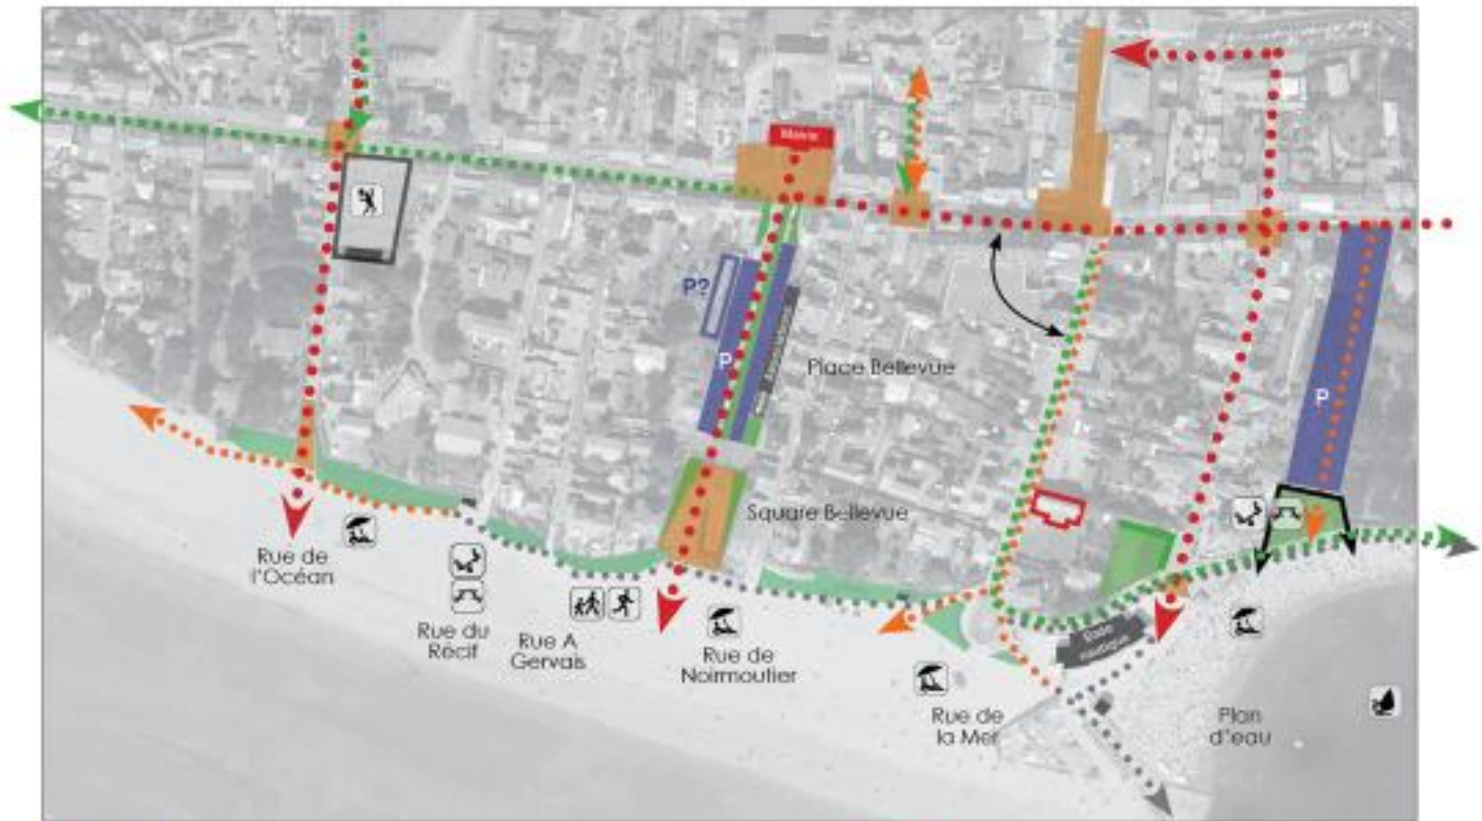 Mairie
P?
P
Place Bellevue
P
Square Bellevue
Rue de
l'Océan
Rue du
Récif
Rue A
Gervais
Rue de
Noirmoutier
Rue de
la Mer
Plan
d'eau